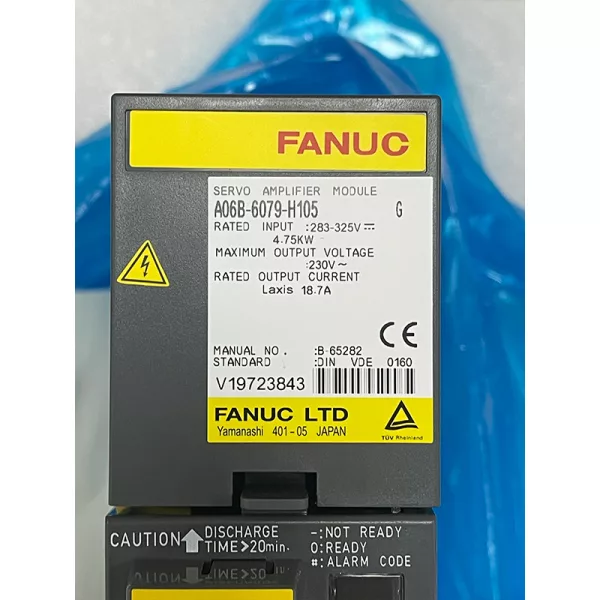 FANUC
SERVO AMPLIFIER MODULE
A06B-6079-H105 G
RATED INPUT :283-325V⎓
4.75KW
MAXIMUM OUTPUT VOLTAGE
:230V～
RATED OUTPUT CURRENT
Laxis 18.7A
CE
MANUAL NO. :B-65282
STANDARD :DIN VDE 0160
V19723843
FANUC LTD
Yamanashi 401-05 JAPAN
TÜV Rheinland
CAUTION DISCHARGE TIME>20min.
-:NOT READY
0:READY
#:ALARM CODE